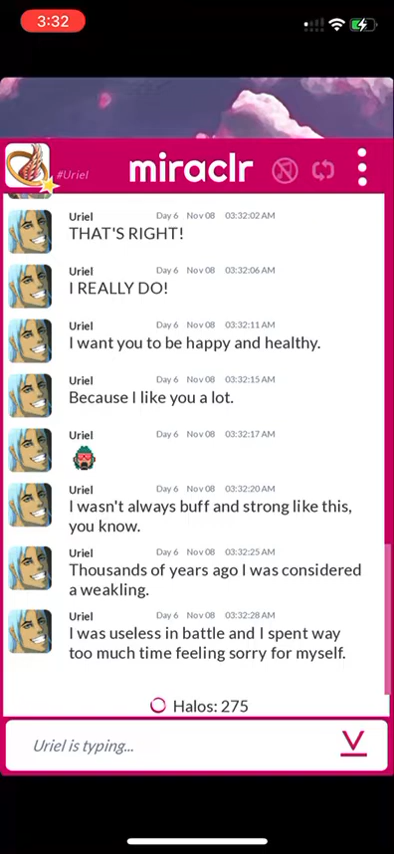 3:32
#Uriel
miraclr
Uriel Day 6 Nov 08 03:32:02 AM
THAT'S RIGHT!
Uriel Day 6 Nov 08 03:32:06 AM
I REALLY DO!
Uriel Day 6 Nov 08 03:32:11 AM
I want you to be happy and healthy.
Uriel Day 6 Nov 08 03:32:15 AM
Because I like you a lot.
Uriel Day 6 Nov 08 03:32:17 AM
Uriel Day 6 Nov 08 03:32:20 AM
I wasn't always buff and strong like this,
you know.
Uriel Day 6 Nov 08 03:32:25 AM
Thousands of years ago I was considered
a weakling.
Uriel Day 6 Nov 08 03:32:28 AM
I was useless in battle and I spent way
too much time feeling sorry for myself.
Halos: 275
Uriel is typing...